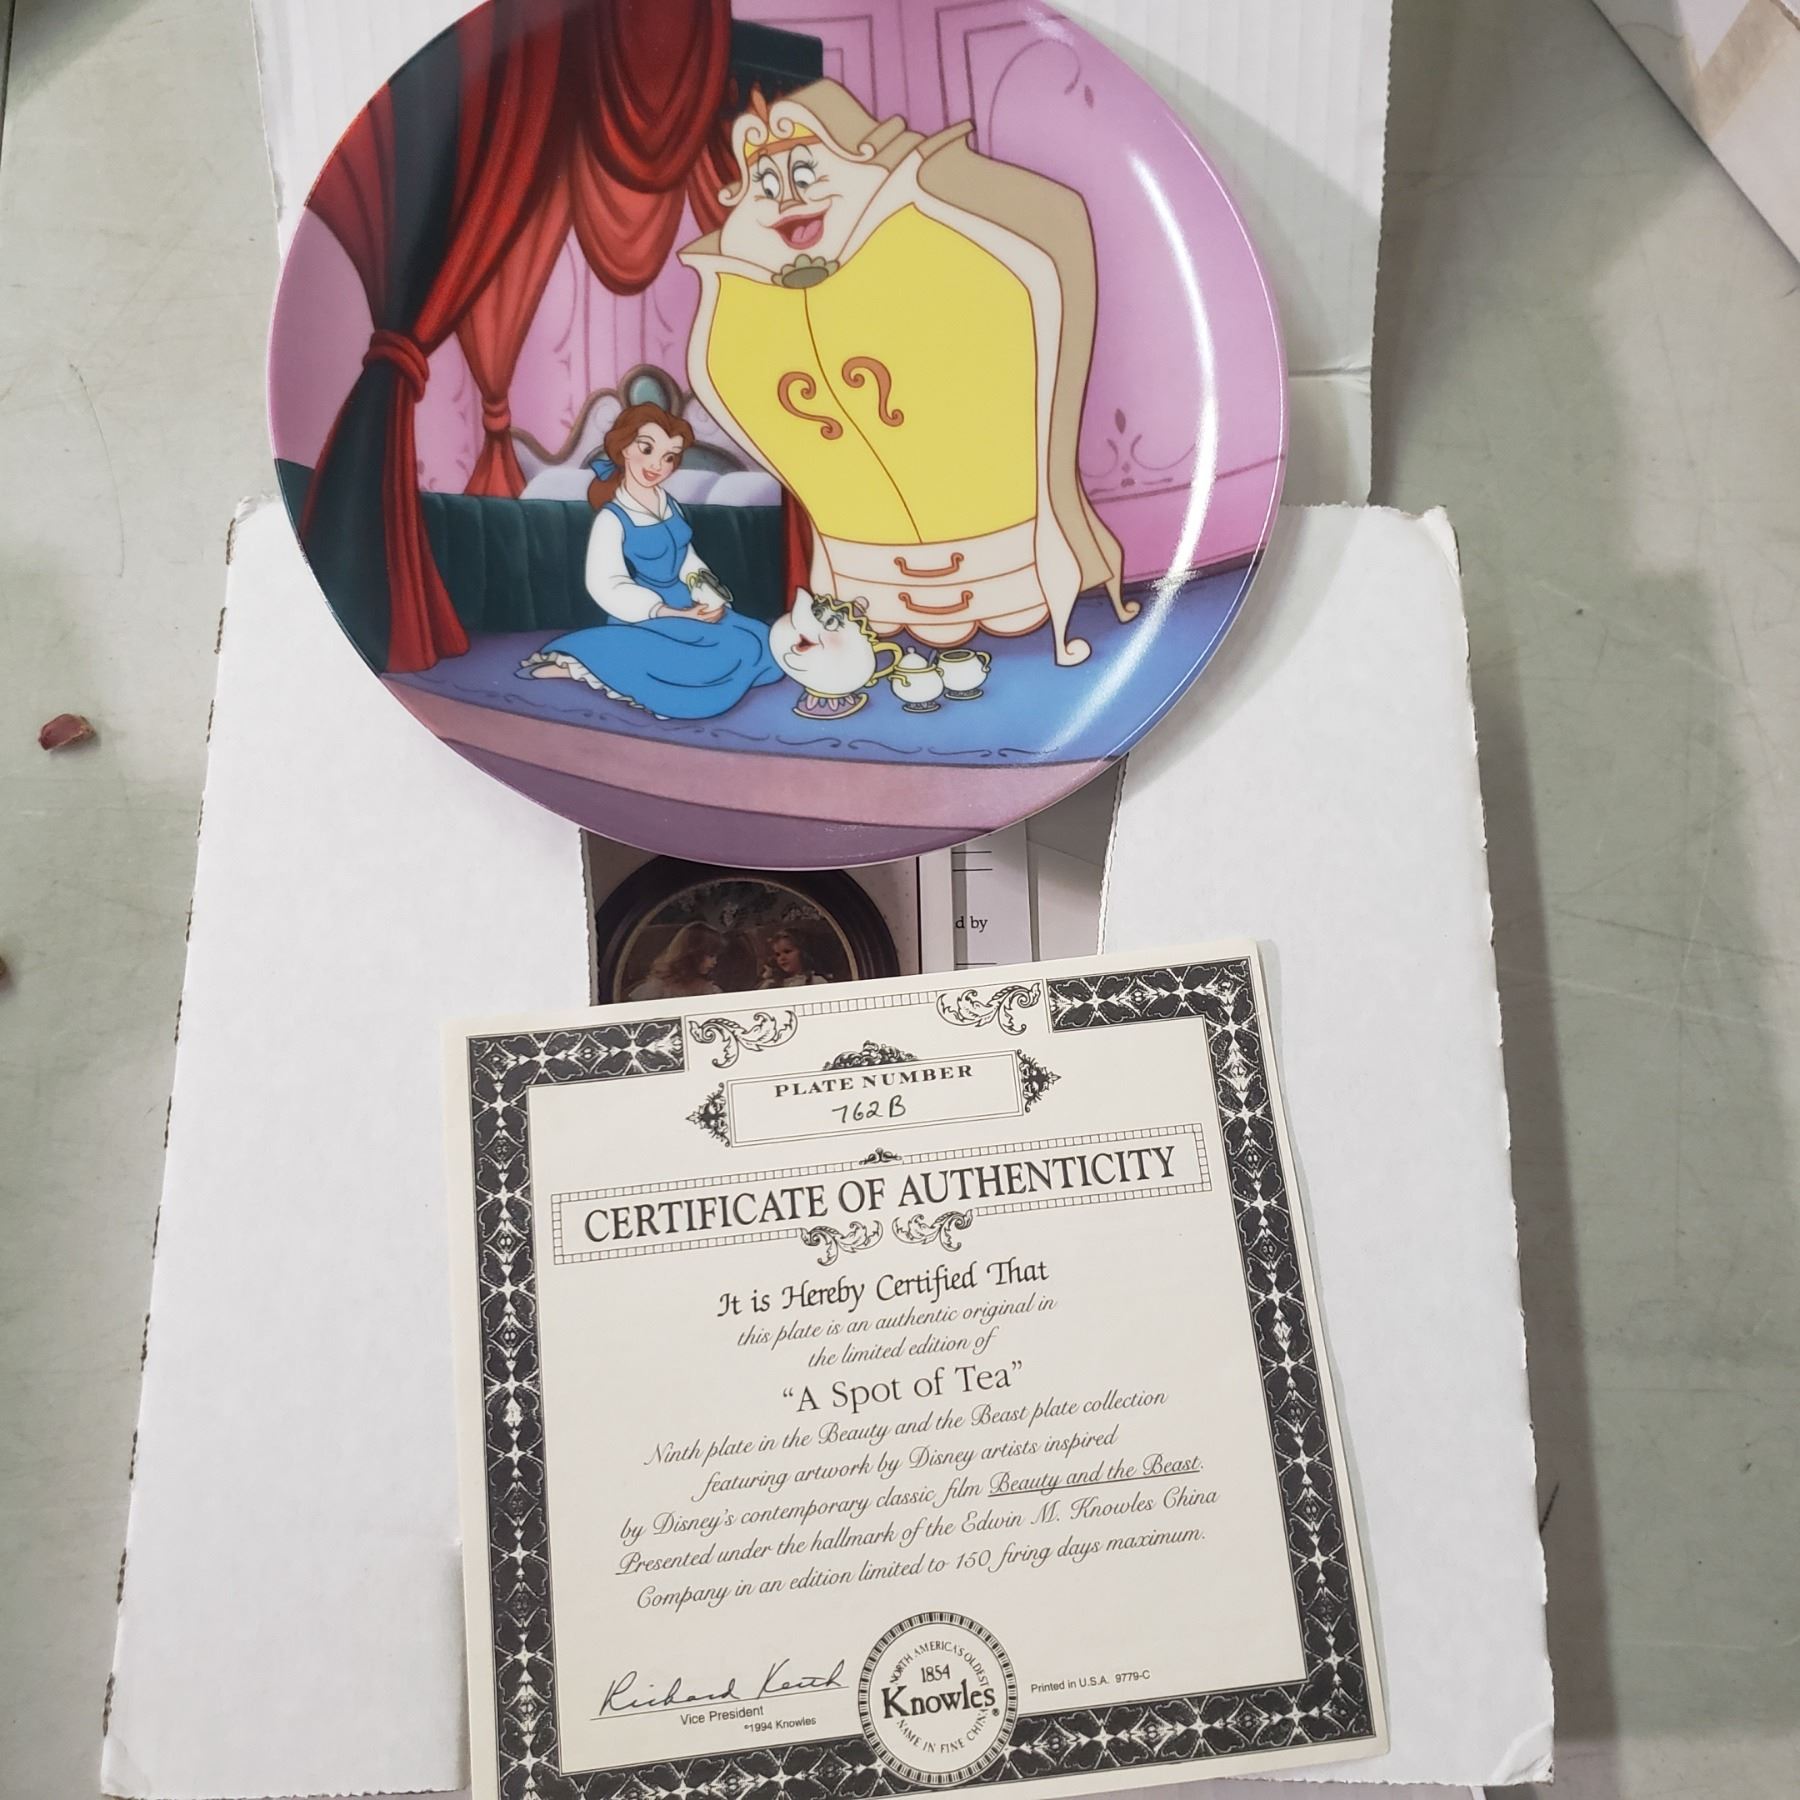 d by
PLATE NUMBER
762B
CERTIFICATE OF AUTHENTICITY
It is Hereby Certified That
this plate is an authentic original in
the limited edition of
“A Spot of Tea”
Ninth plate in the Beauty and the Beast plate collection
featuring artwork by Disney artists inspired
by Disney's contemporary classic film Beauty and the Beast.
Presented under the hallmark of the Edwin M. Knowles China
Company in an edition limited to 150 firing days maximum.
Richard Keith
Vice President
©1994 Knowles
NORTH AMERICA'S OLDEST
1854
Knowles®
NAME IN FINE CHINA
Printed in U.S.A. 9779-C